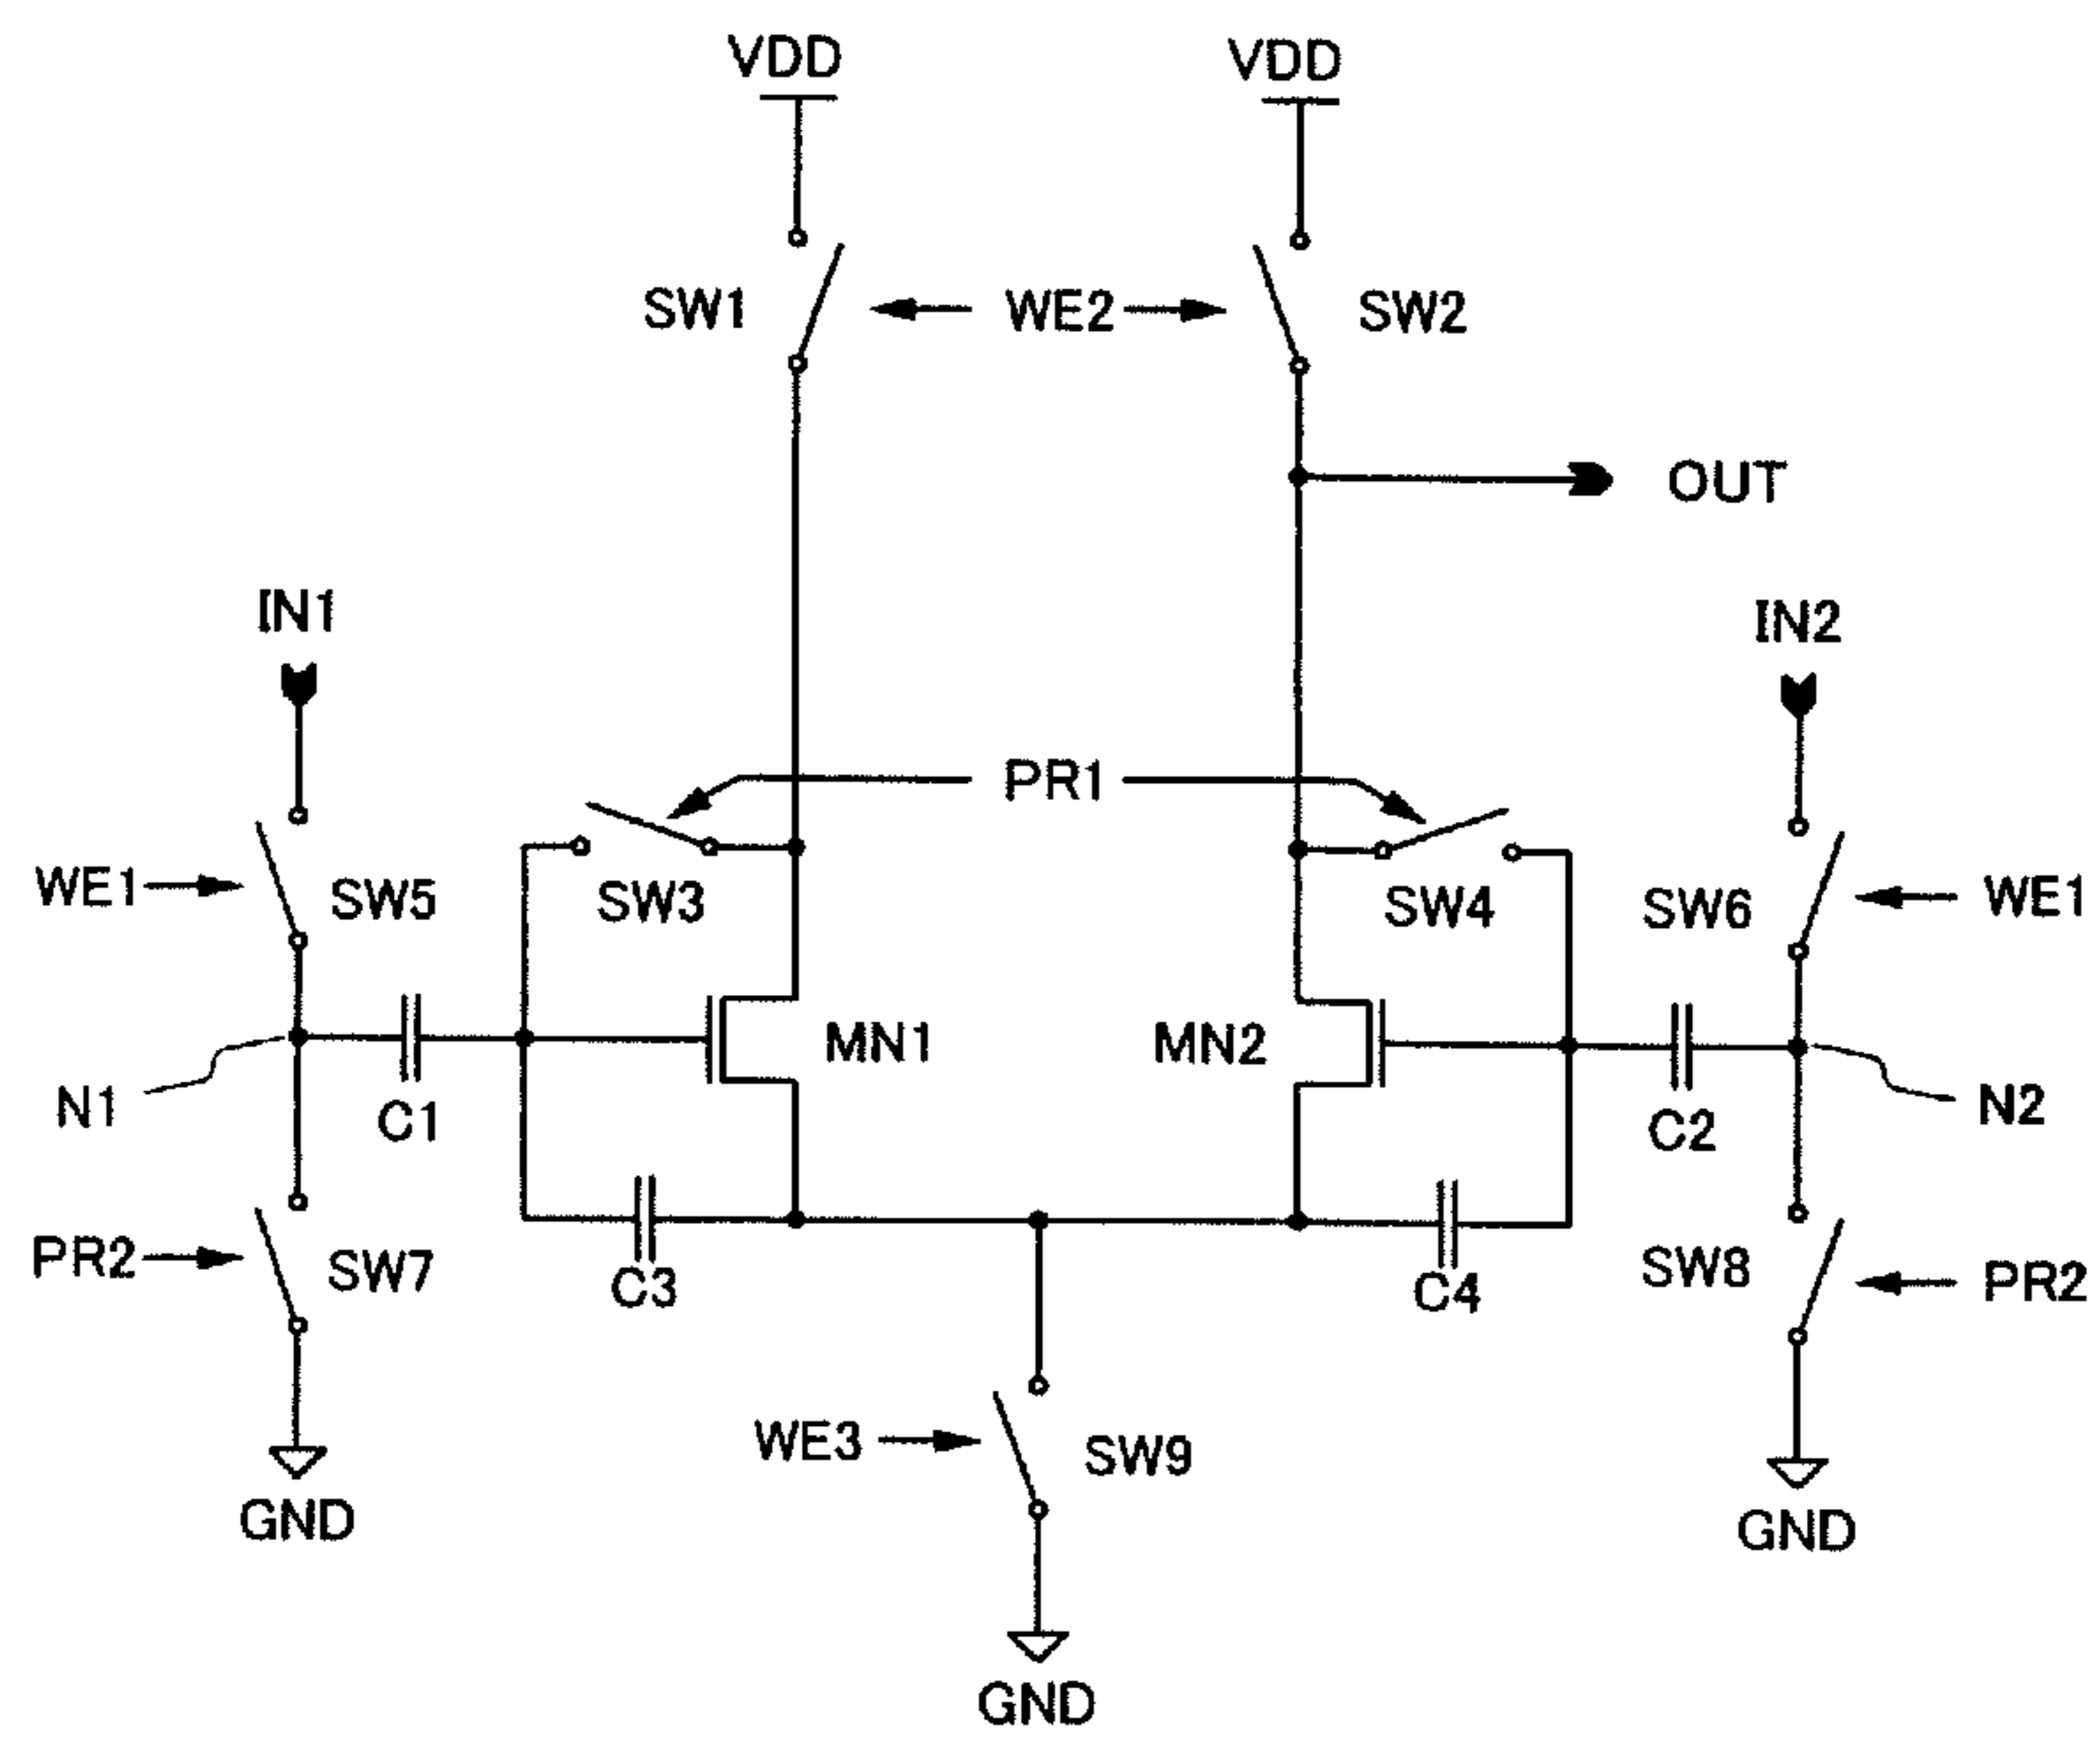 VDD
VDD
SW1
WE2
SW2
OUT
IN1
IN2
PR1
WE1
SW5
SW3
SW4
SW6
WE1
MN1
MN2
N1
C1
C2
N2
PR2
SW7
C3
C4
SW8
PR2
WE3
SW9
GND
GND
GND